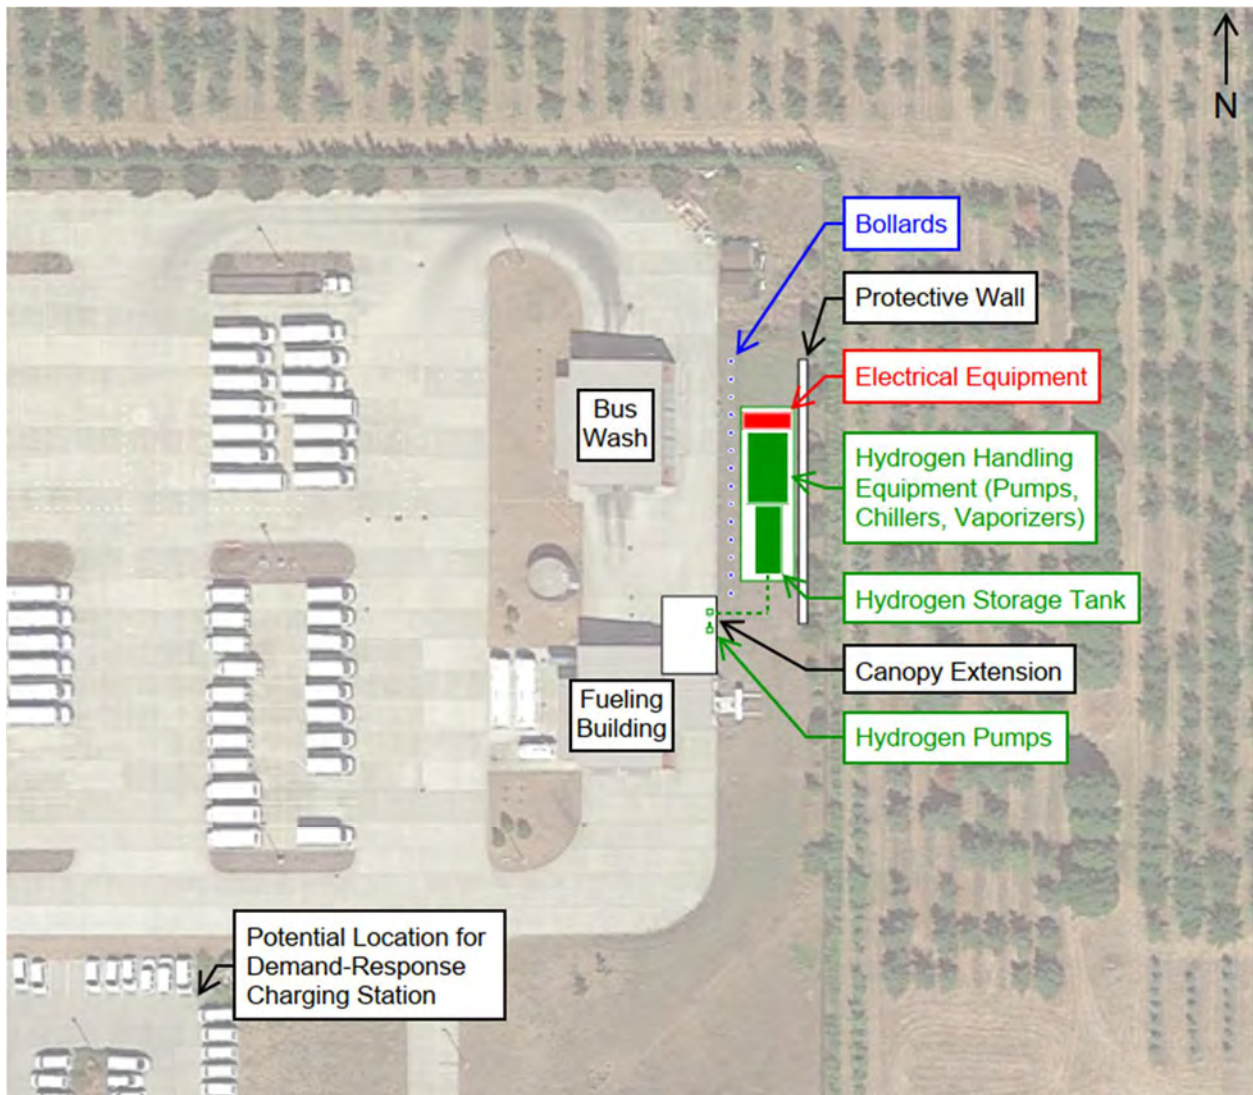 N
Bollards
Protective Wall
Electrical Equipment
Bus
Wash
Hydrogen Handling
Equipment (Pumps,
Chillers, Vaporizers)
Hydrogen Storage Tank
Canopy Extension
Fueling
Building
Hydrogen Pumps
Potential Location for
Demand-Response
Charging Station